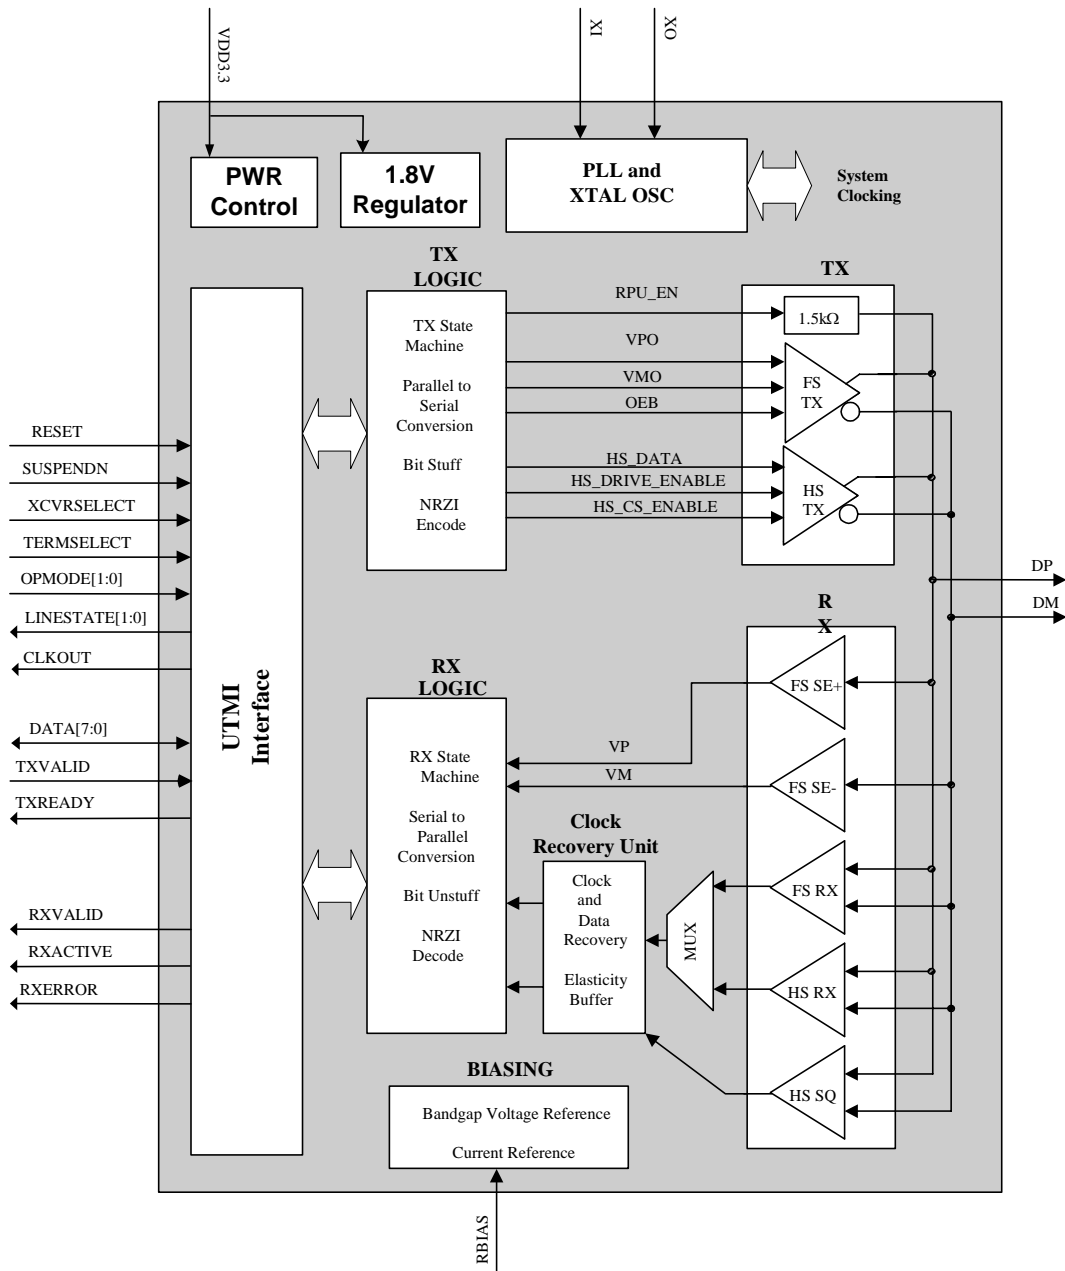 VDD3.3
XI
XO
PWR
Control
1.8V
Regulator
PLL and
XTAL OSC
System
Clocking
TX
LOGIC
TX State
Machine
Parallel to
Serial
Conversion
Bit Stuff
NRZI
Encode
RPU_EN
VPO
VMO
OEB
HS_DATA
HS_DRIVE_ENABLE
HS_CS_ENABLE
TX
1.5kΩ
FS
TX
HS
TX
RESET
SUSPENDN
XCVRSELECT
TERMSELECT
OPMODE[1:0]
LINESTATE[1:0]
CLKOUT
DATA[7:0]
TXVALID
TXREADY
RXVALID
RXACTIVE
RXERROR
UTMI
Interface
DP
DM
RX
LOGIC
RX State
Machine
Serial to
Parallel
Conversion
Bit Unstuff
NRZI
Decode
VP
VM
Clock
Recovery Unit
Clock
and
Data
Recovery
Elasticity
Buffer
MUX
R
X
FS SE+
FS SE-
FS RX
HS RX
HS SQ
BIASING
Bandgap Voltage Reference
Current Reference
RBIAS